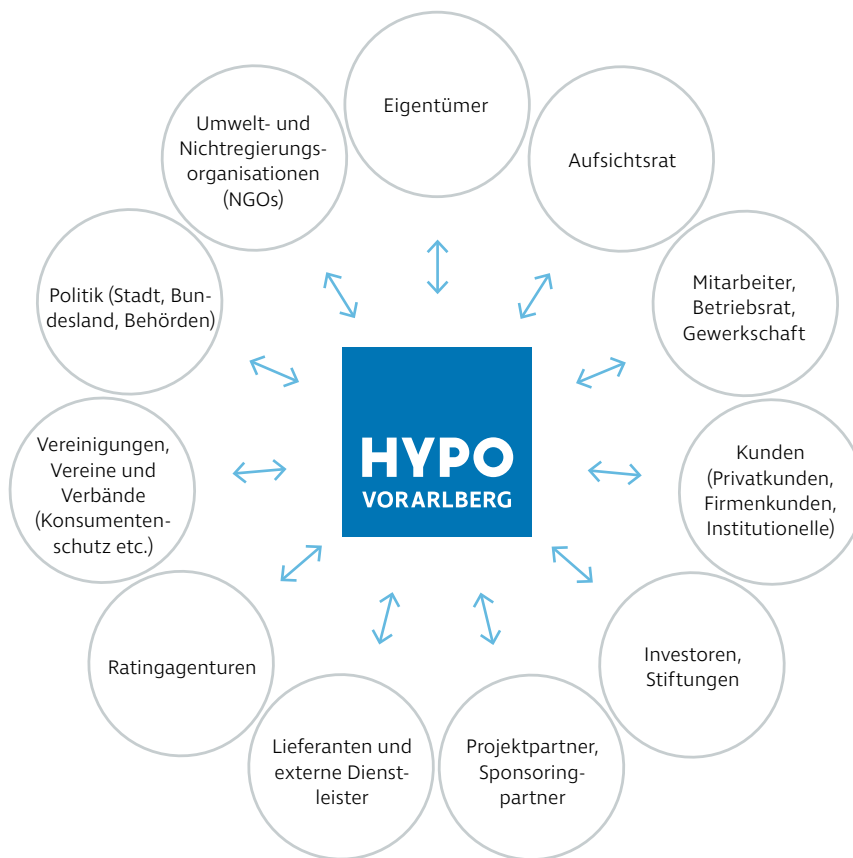 Eigentümer
Aufsichtsrat
Mitarbeiter,
Betriebsrat,
Gewerkschaft
Kunden
(Privatkunden,
Firmenkunden,
Institutionelle)
Investoren,
Stiftungen
Projektpartner,
Sponsoring-
partner
Lieferanten und
externe Dienst-
leister
Ratingagenturen
Vereinigungen,
Vereine und
Verbände
(Konsumenten-
schutz etc.)
Politik (Stadt, Bun-
desland, Behörden)
Umwelt- und
Nichtregierungs-
organisationen
(NGOs)
HYPO
VORARLBERG